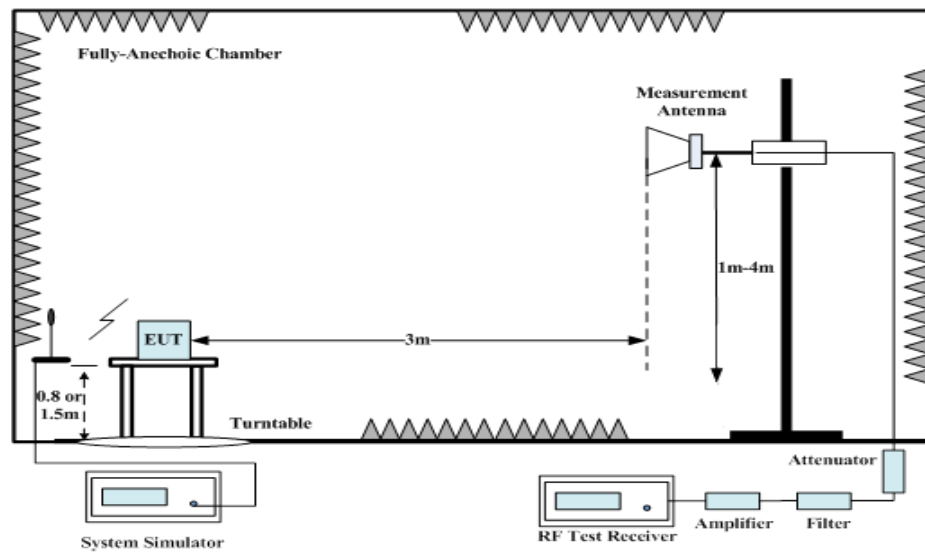 Fully-Anechoic Chamber
Measurement
Antenna
1m-4m
EUT
3m
0.8 or
1.5m
Turntable
Attenuator
System Simulator
RF Test Receiver
Amplifier
Filter